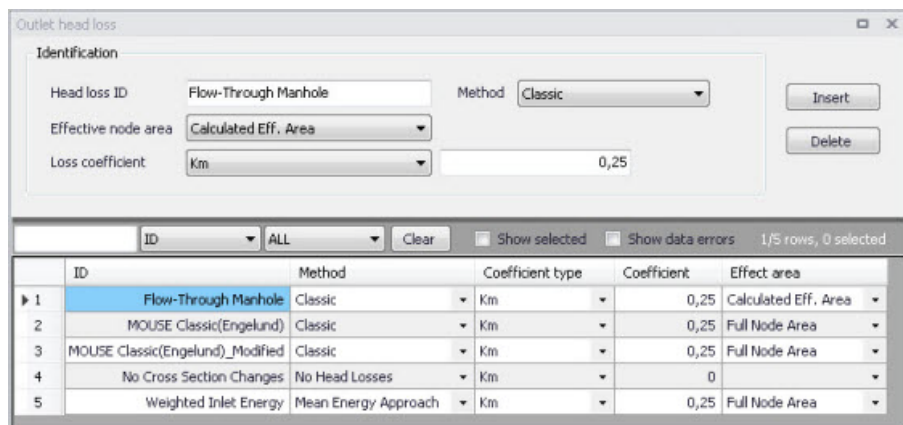 Outlet head loss
Identification
Head loss ID Flow-Through Manhole Method Classic Insert
Effective node area Calculated Eff. Area Delete
Loss coefficient Km 0,25
ID ALL Clear Show selected Show data errors 1/5 rows, 0 selected
ID Method Coefficient type Coefficient Effect area
1 Flow-Through Manhole Classic Km 0,25 Calculated Eff. Area
2 MOUSE Classic(Engelund) Classic Km 0,25 Full Node Area
3 MOUSE Classic(Engelund)_Modified Classic Km 0,25 Full Node Area
4 No Cross Section Changes No Head Losses Km 0
5 Weighted Inlet Energy Mean Energy Approach Km 0,25 Full Node Area